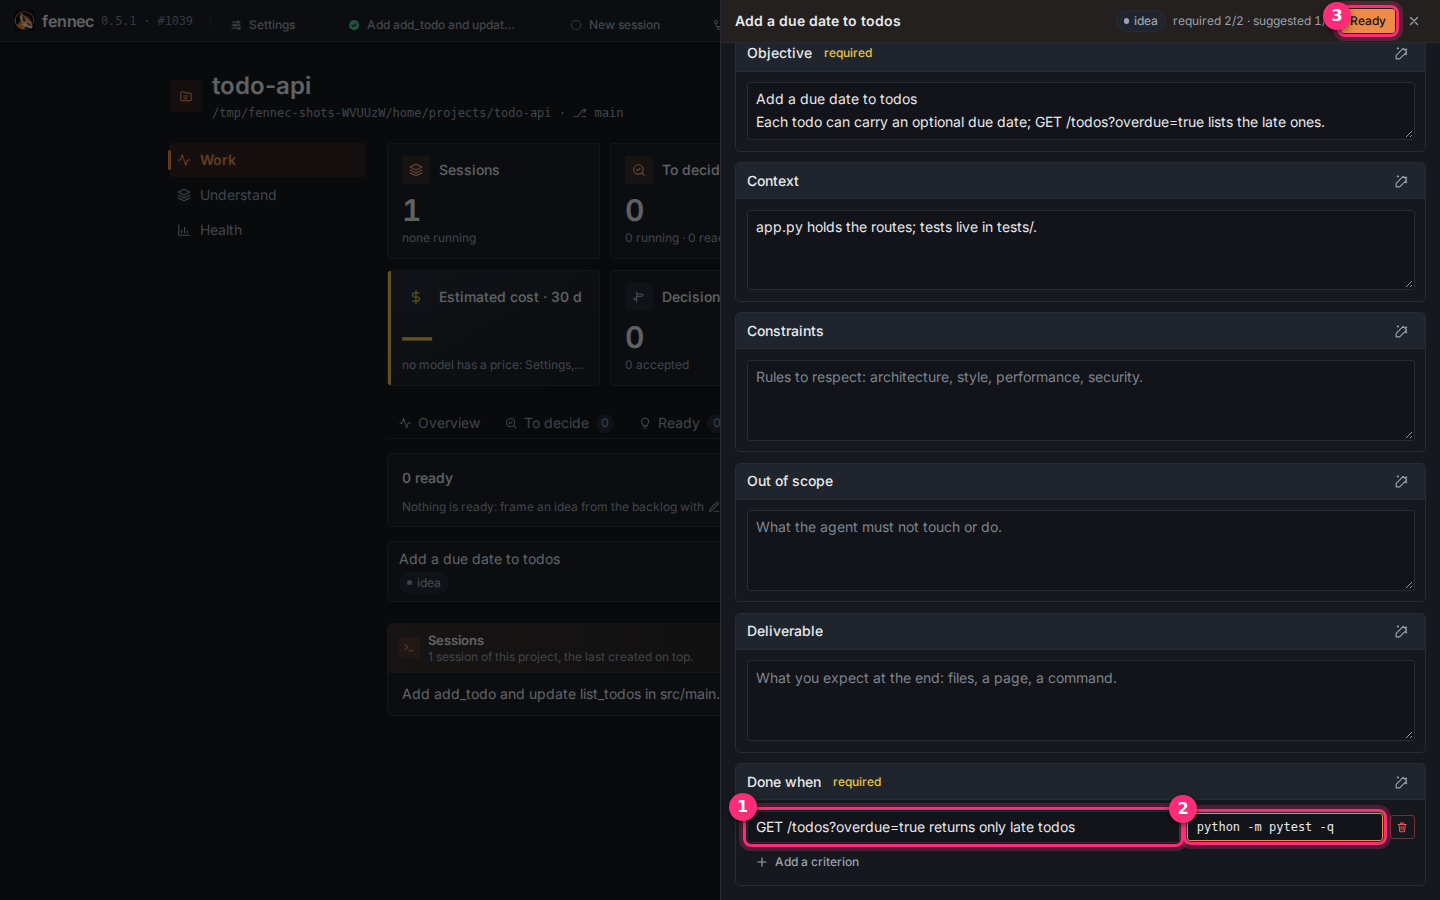 fennec 0.5.1 · #1039
Settings
Add add_todo and updat...
New session
todo-api
/tmp/fennec-shots-WVUUzW/home/projects/todo-api · main
Work
Understand
Health
Sessions
1
none running
To decid
0
0 running · 0 read
Estimated cost · 30 d
—
no model has a price: Settings,...
Decision
0
0 accepted
Overview
To decide 0
Ready 0
0 ready
Nothing is ready: frame an idea from the backlog with
Add a due date to todos
idea
Sessions
1 session of this project, the last created on top.
Add add_todo and update list_todos in src/main.
Add a due date to todos
idea
required 2/2 · suggested 1/
3
Ready
Objective required
Add a due date to todos
Each todo can carry an optional due date; GET /todos?overdue=true lists the late ones.
Context
app.py holds the routes; tests live in tests/.
Constraints
Rules to respect: architecture, style, performance, security.
Out of scope
What the agent must not touch or do.
Deliverable
What you expect at the end: files, a page, a command.
Done when required
1
GET /todos?overdue=true returns only late todos
2
python -m pytest -q
Add a criterion